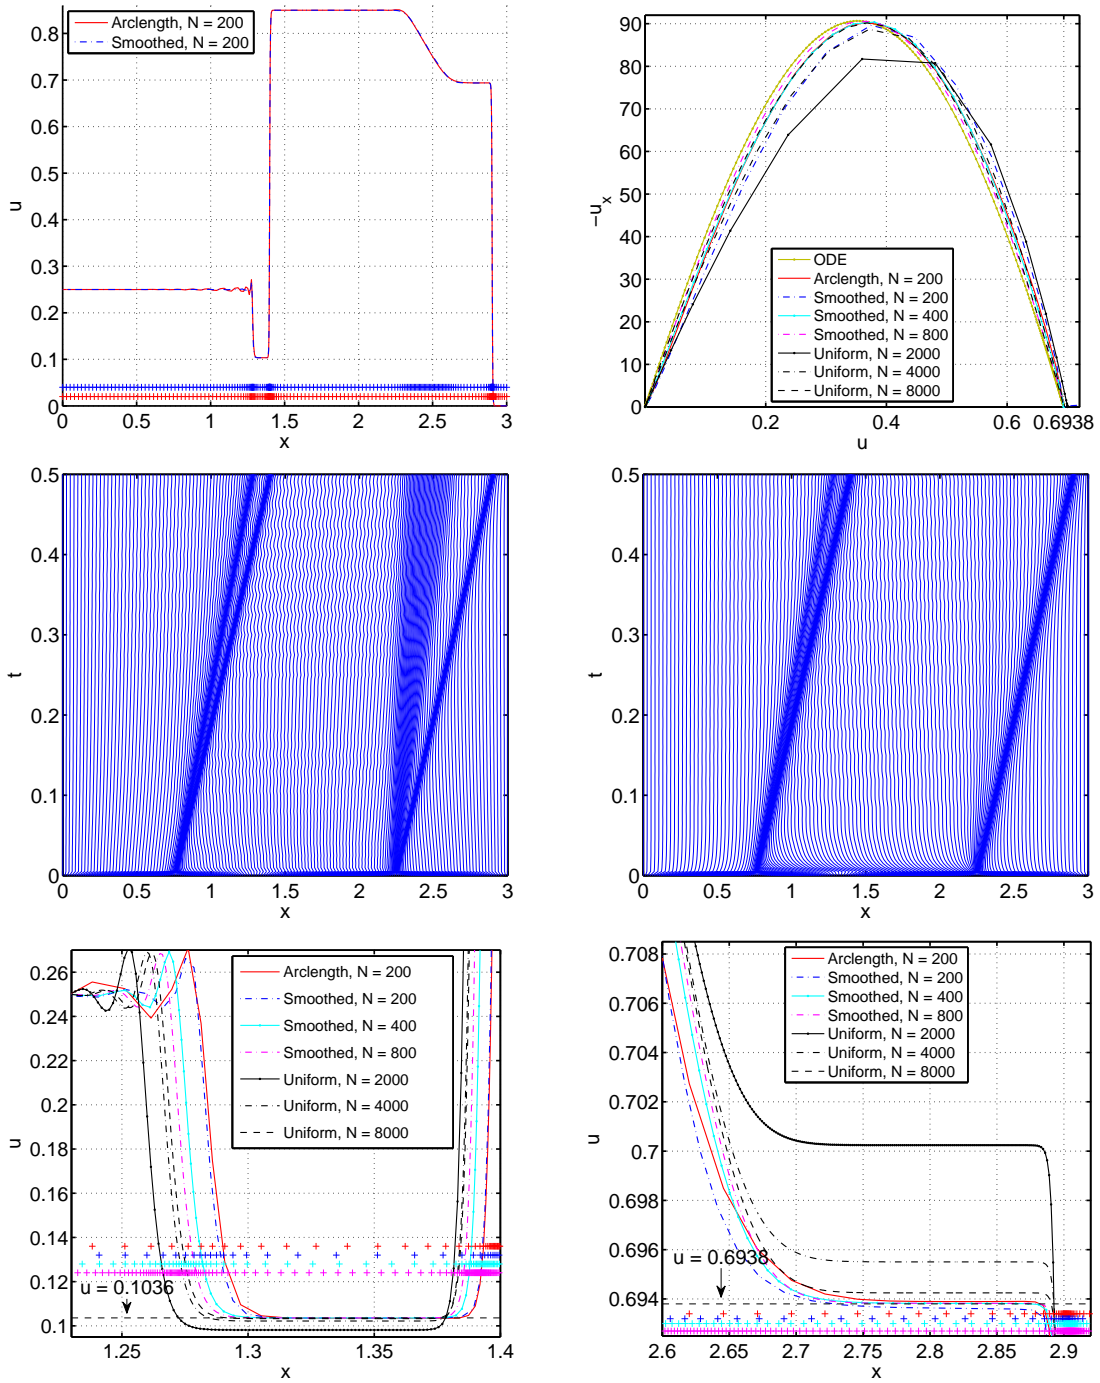 0.8
0.7
0.6
0.5
0.4
0.3
0.2
0.1
0
u
0
0.5
1
1.5
2
2.5
3
x
Arclength, N = 200
Smoothed, N = 200
90
80
70
60
50
40
30
20
10
0
−u_x
0.2
0.4
0.6
0.6938
u
ODE
Arclength, N = 200
Smoothed, N = 200
Smoothed, N = 400
Smoothed, N = 800
Uniform, N = 2000
Uniform, N = 4000
Uniform, N = 8000
0.5
0.4
0.3
0.2
0.1
0
t
0
0.5
1
1.5
2
2.5
3
x
0.5
0.4
0.3
0.2
0.1
0
t
0
0.5
1
1.5
2
2.5
3
x
0.26
0.24
0.22
0.2
0.18
0.16
0.14
0.12
0.1
u
1.25
1.3
1.35
1.4
x
Arclength, N = 200
Smoothed, N = 200
Smoothed, N = 400
Smoothed, N = 800
Uniform, N = 2000
Uniform, N = 4000
Uniform, N = 8000
u = 0.1036
0.708
0.706
0.704
0.702
0.7
0.698
0.696
0.694
u
2.6
2.65
2.7
2.75
2.8
2.85
2.9
x
Arclength, N = 200
Smoothed, N = 200
Smoothed, N = 400
Smoothed, N = 800
Uniform, N = 2000
Uniform, N = 4000
Uniform, N = 8000
u = 0.6938